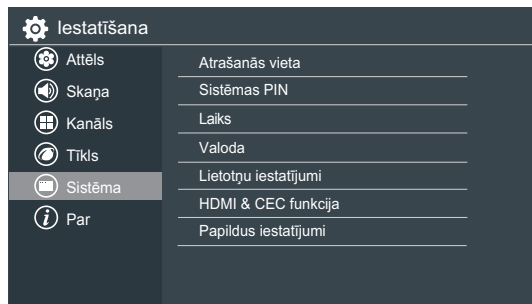 Iestatīšana
Attēls
Skaņa
Kanāls
Tīkls
Sistēma
Par
Atrašanās vieta
Sistēmas PIN
Laiks
Valoda
Lietotņu iestatījumi
HDMI & CEC funkcija
Papildus iestatījumi